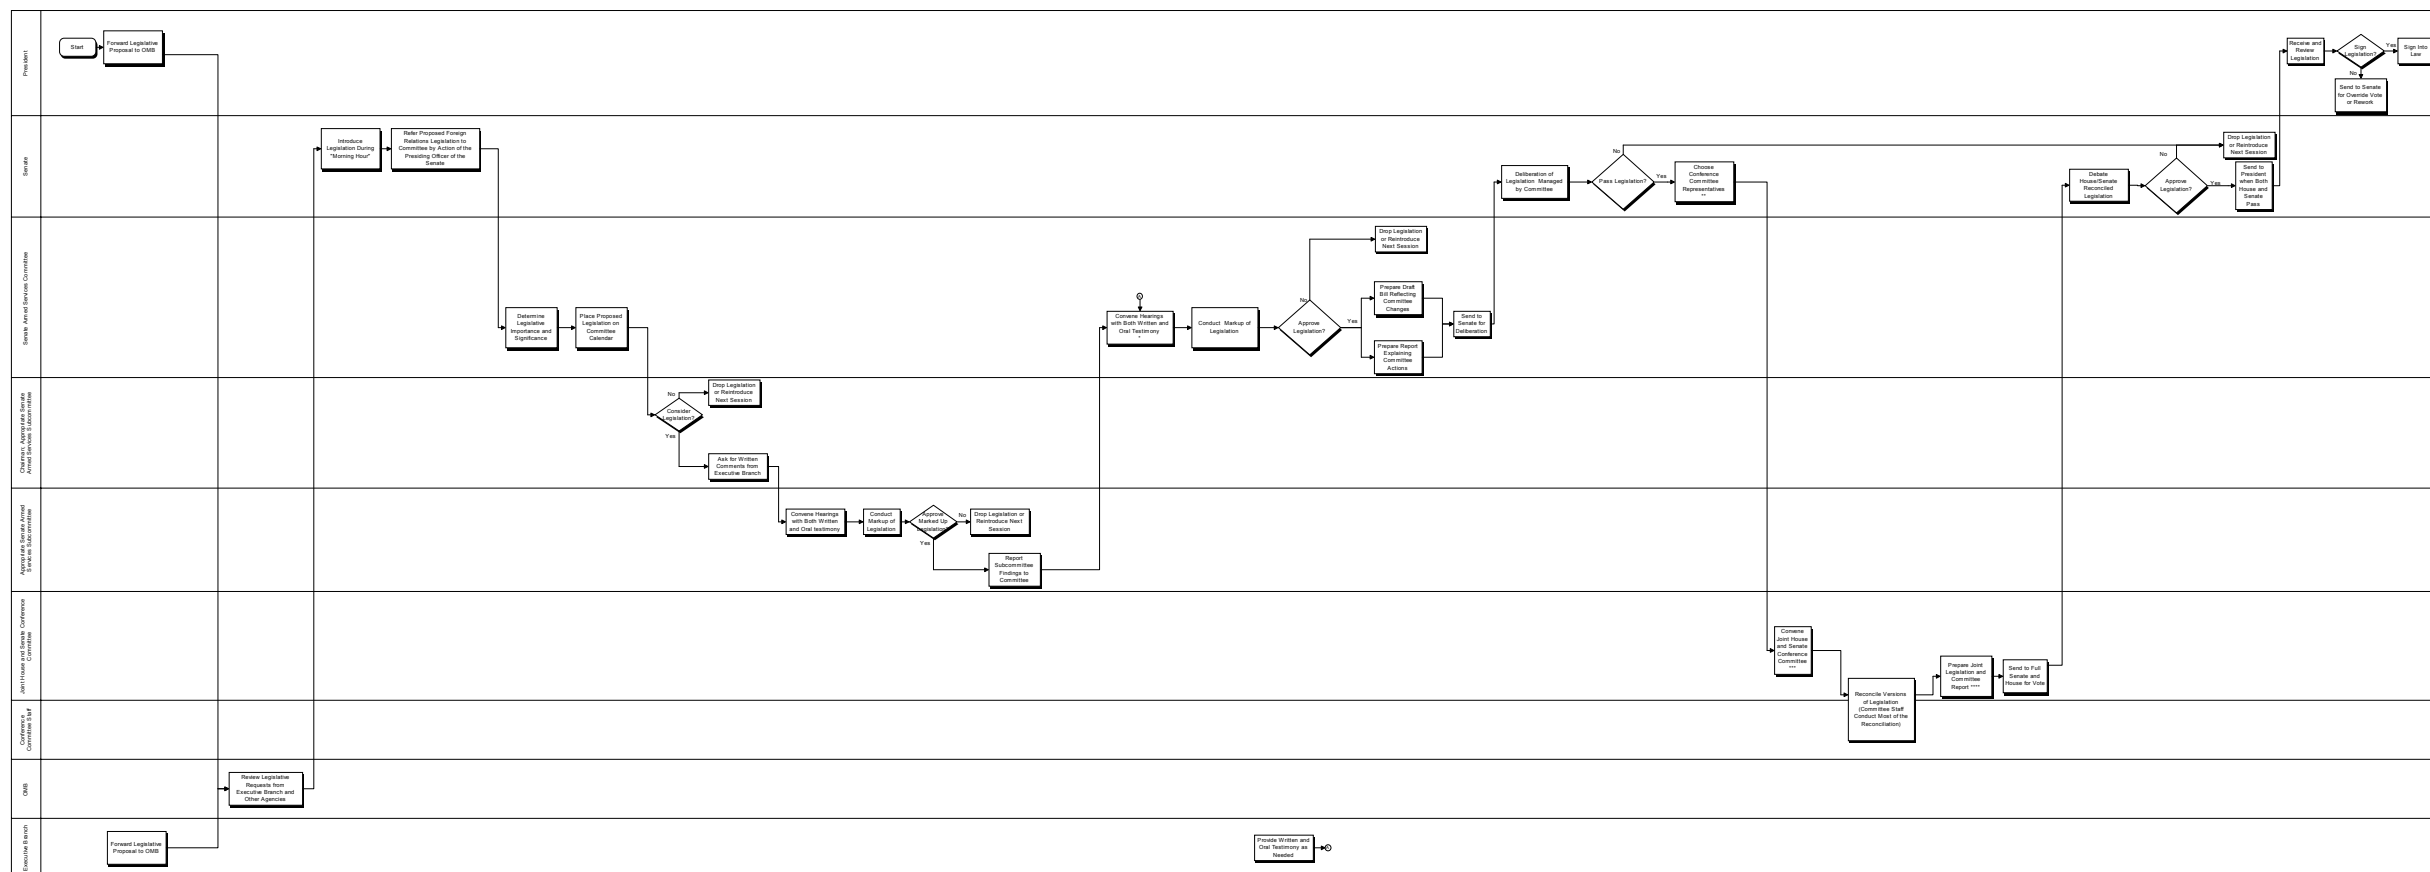 President
Start
Forward Legislative
Proposal to OMB
Receive and
Review
Legislation
Sign
Legislation?
Yes
Sign Into
Law
No
Send to Senate
for Override Vote
or Rework
Senate
Introduce
Legislation During
"Morning Hour"
Refer Proposed Foreign
Relations Legislation to
Committee by Action of the
Presiding Officer of the
Senate
Deliberation of
Legislation Managed
by Committee
Pass Legislation?
No
Yes
Choose
Conference
Committee
Representatives
**
Debate
House/Senate
Reconciled
Legislation
Approve
Legislation?
No
Yes
Drop Legislation
or Reintroduce
Next Session
Send to
President
when Both
House and
Senate
Pass
Senate Armed Services Committee
Determine
Legislative
Importance and
Significance
Place Proposed
Legislation on
Committee
Calendar
Convene Hearings
with Both Written and
Oral Testimony
*
Conduct Markup of
Legislation
Approve
Legislation?
No
Yes
Drop Legislation
or Reintroduce
Next Session
Prepare Draft
Bill Reflecting
Committee
Changes
Prepare Report
Explaining
Committee
Actions
Send to
Senate for
Deliberation
Chairman, Appropriate Senate
Armed Services Subcommittee
Consider
Legislation?
No
Yes
Drop Legislation
or Reintroduce
Next Session
Ask for Written
Comments from
Executive Branch
Appropriate Senate Armed
Services Subcommittee
Convene Hearings
with Both Written
and Oral testimony
Conduct
Markup of
Legislation
Approve
Marked Up
Legislation?
No
Yes
Drop Legislation or
Reintroduce Next
Session
Report
Subcommittee
Findings to
Committee
Joint House and Senate Conference
Committee
Convene
Joint House
and Senate
Conference
Committee
***
Reconcile Versions
of Legislation
(Committee Staff
Conduct Most of the
Reconciliation)
Prepare Joint
Legislation and
Committee
Report ****
Send to Full
Senate and
House for Vote
Conference
Committee Staff
OMB
Review Legislative
Requests from
Executive Branch and
Other Agencies
Executive Branch
Forward Legislative
Proposal to OMB
Provide Written and
Oral Testimony as
Needed